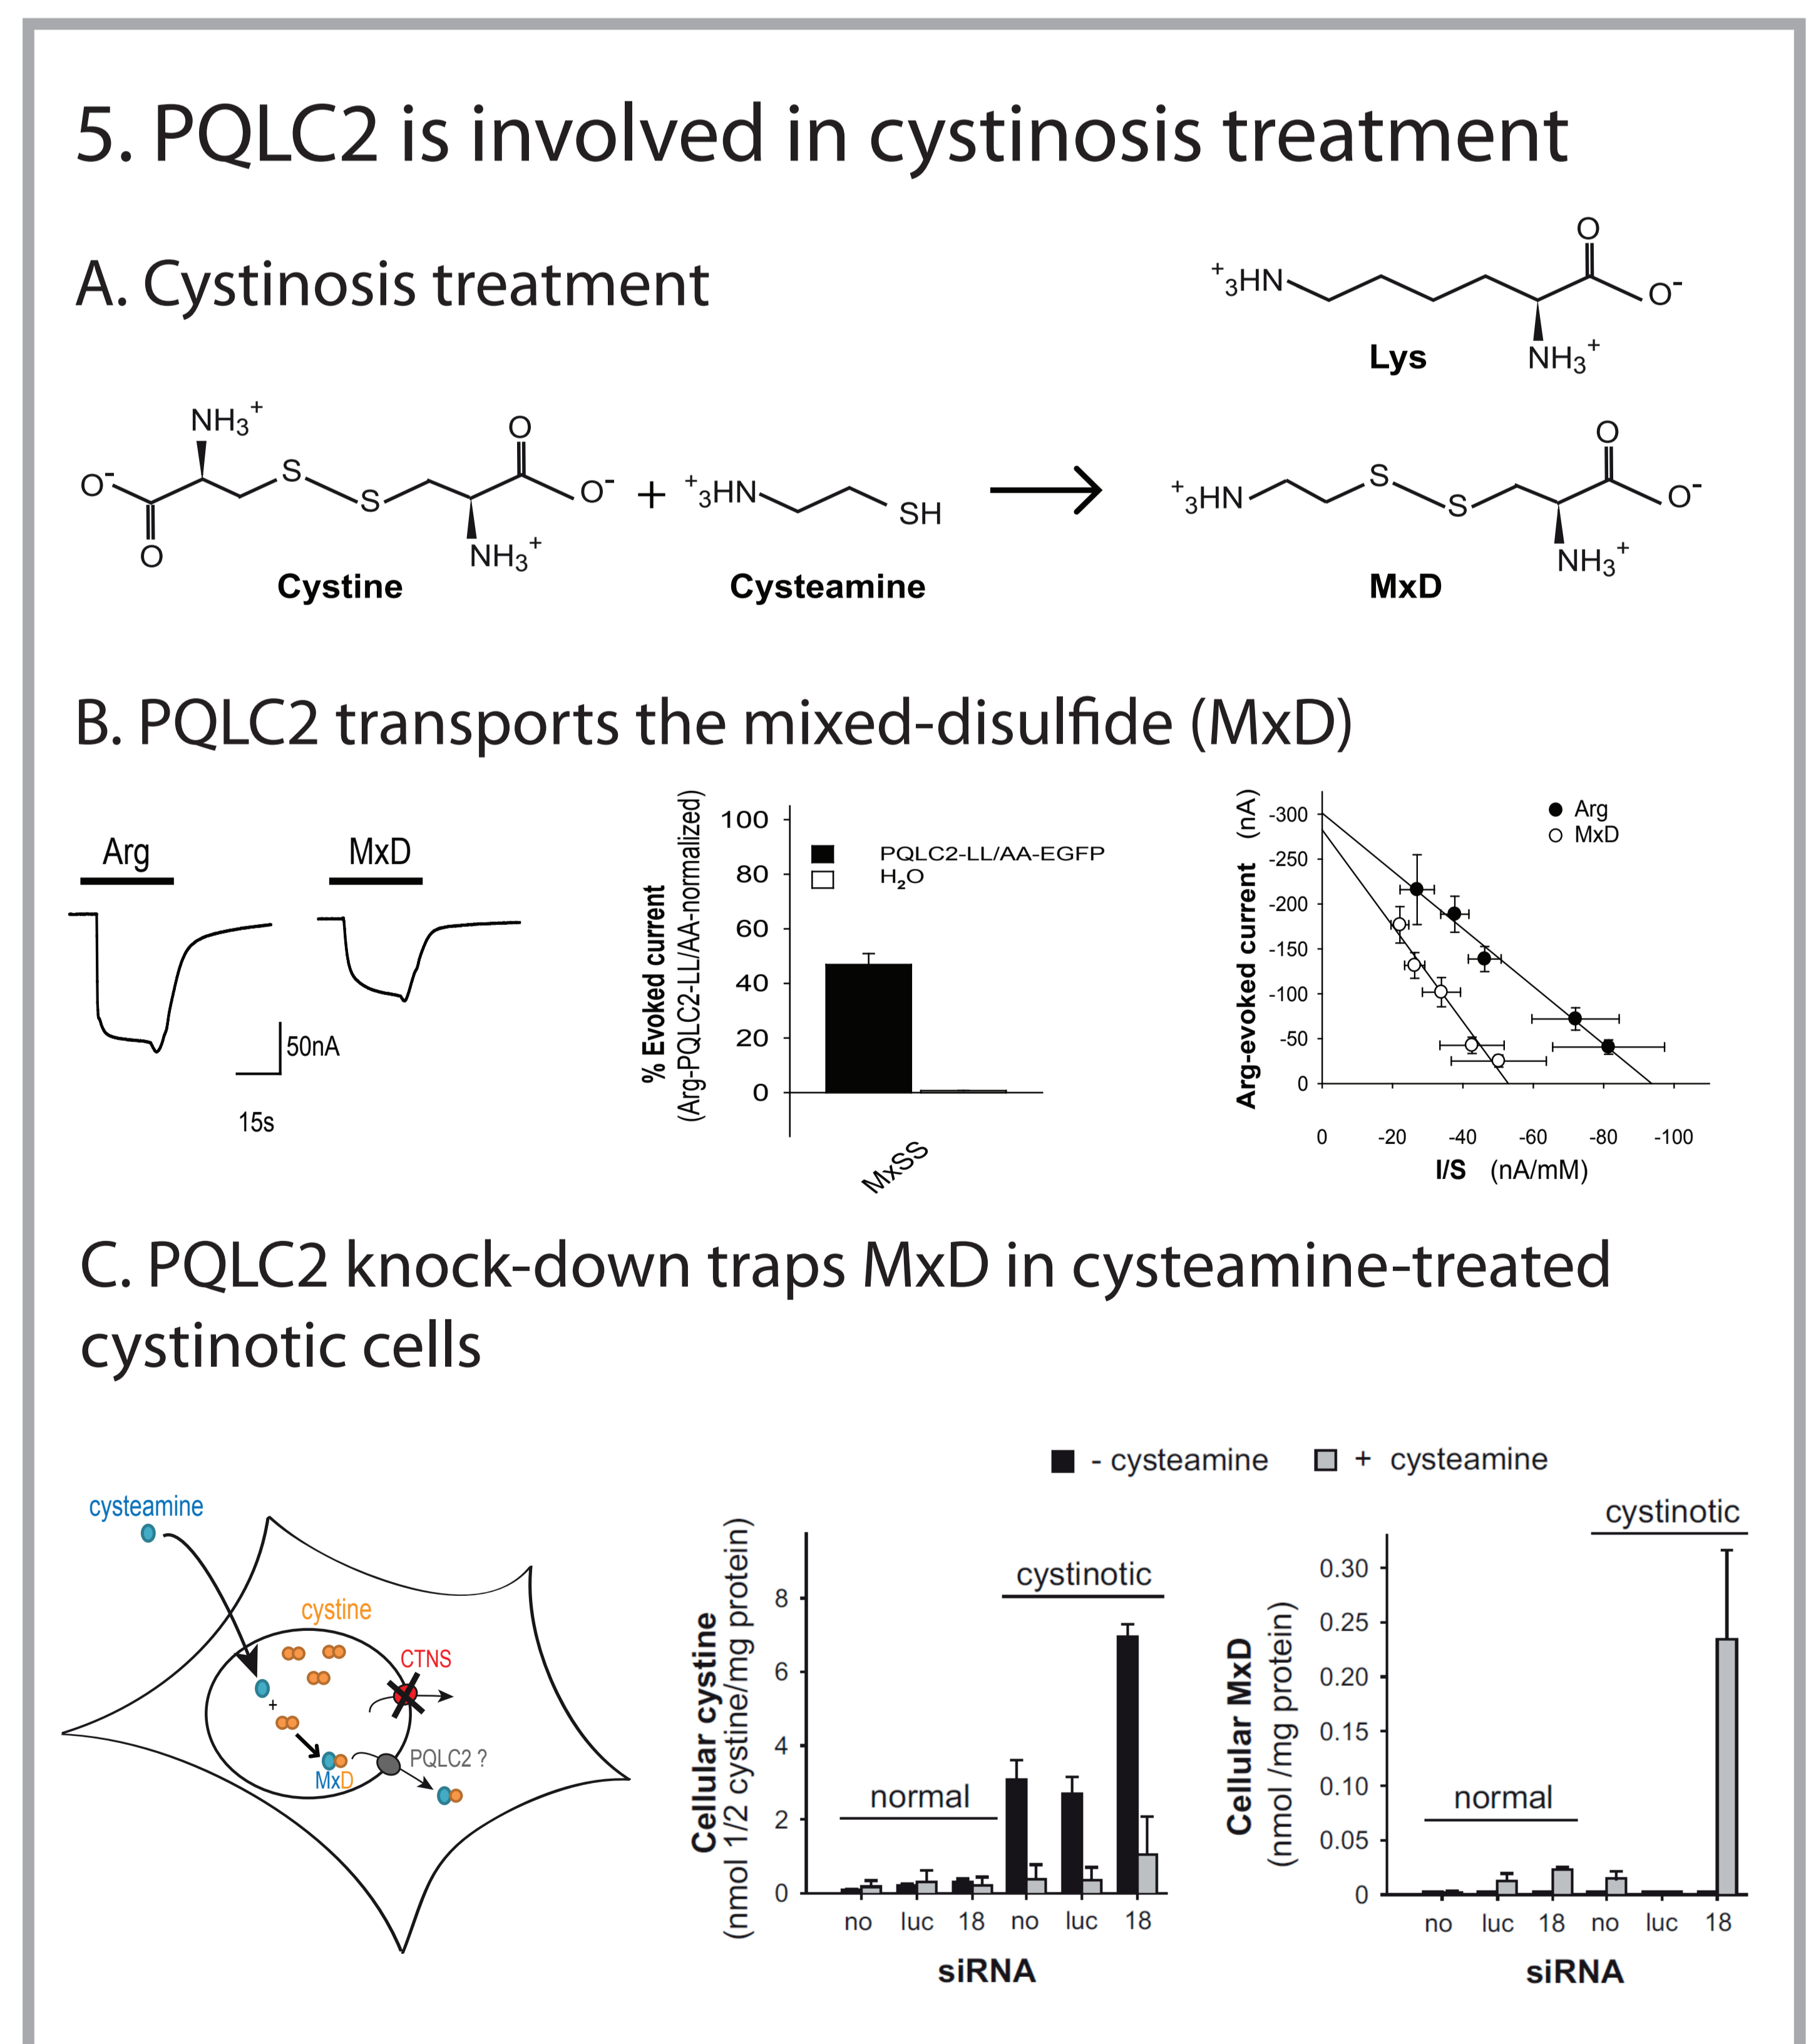 5. PQLC2 is involved in cystinosis treatment
A. Cystinosis treatment
O
+3HN
O-
NH3+
Lys
NH3+
O-
O
S
S
O
O-
NH3+
Cystine
+
+3HN
SH
Cysteamine
+3HN
S
S
O
O-
NH3+
MxD
B. PQLC2 transports the mixed-disulfide (MxD)
Arg
MxD
50nA
15s
% Evoked current
(Arg-PQLC2-LL/AA-normalized)
100
80
60
40
20
0
PQLC2-LL/AA-EGFP
H2O
MxSS
Arg-evoked current (nA)
-300
-250
-200
-150
-100
-50
0
Arg
MxD
0 -20 -40 -60 -80 -100
I/S (nA/mM)
C. PQLC2 knock-down traps MxD in cysteamine-treated
cystinotic cells
- cysteamine
+ cysteamine
cysteamine
cystine
CTNS
+
MxD
PQLC2 ?
Cellular cystine
(nmol 1/2 cystine/mg protein)
8
6
4
2
0
normal
cystinotic
no luc 18 no luc 18
siRNA
Cellular MxD
(nmol /mg protein)
0.30
0.25
0.20
0.15
0.10
0.05
0
normal
cystinotic
no luc 18 no luc 18
siRNA